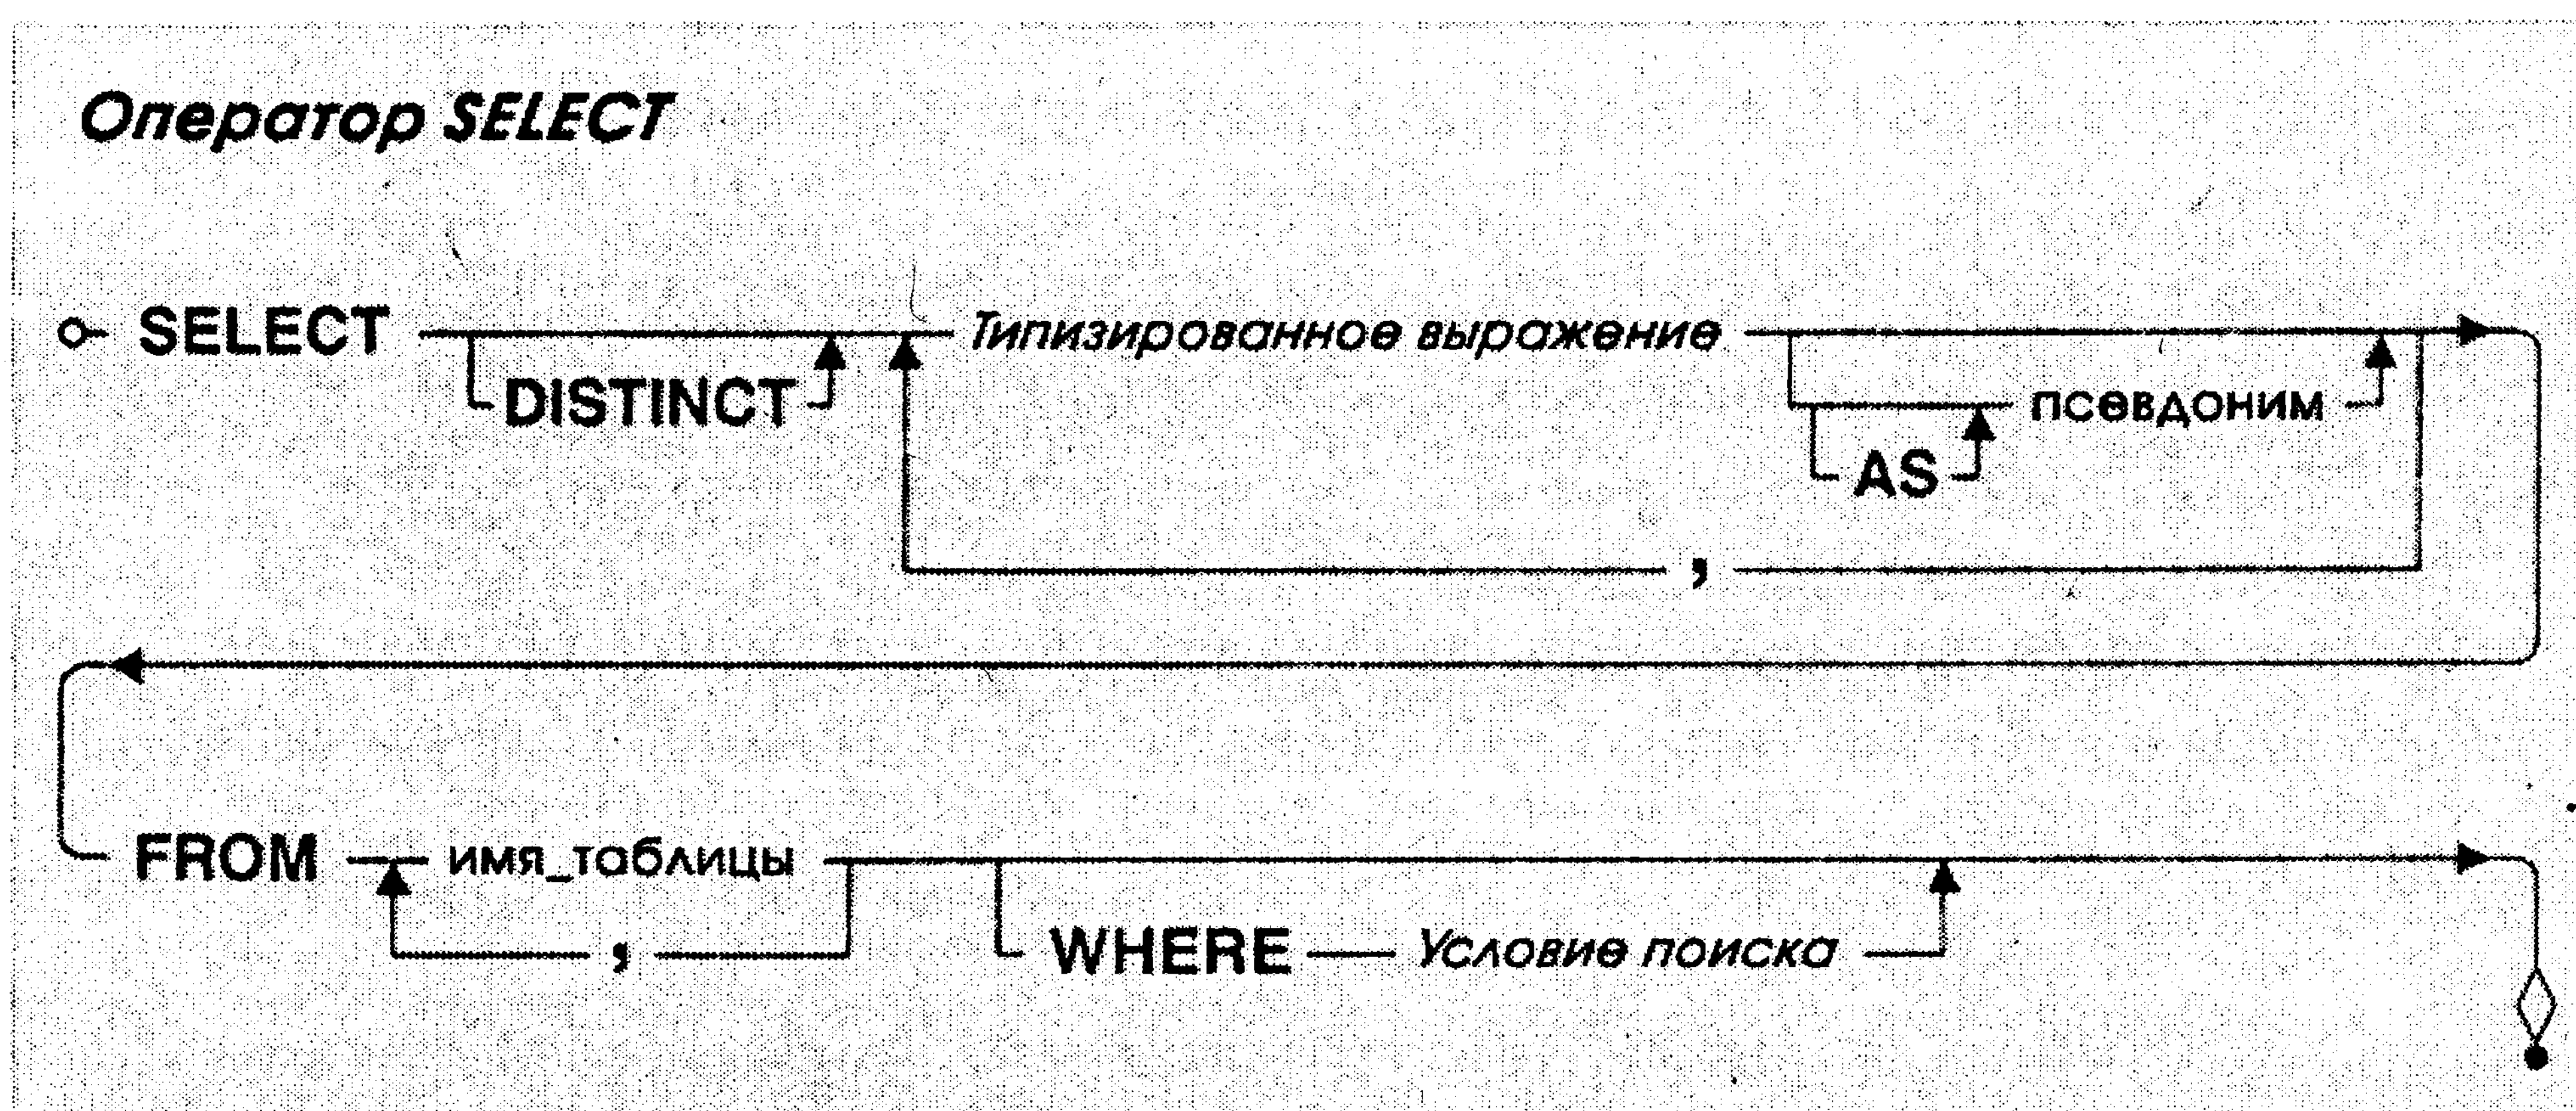 Оператор SELECT
SELECT Типизированное выражение
DISTINCT псевдоним
AS
,
FROM имя_таблицы
WHERE Условие поиска
,